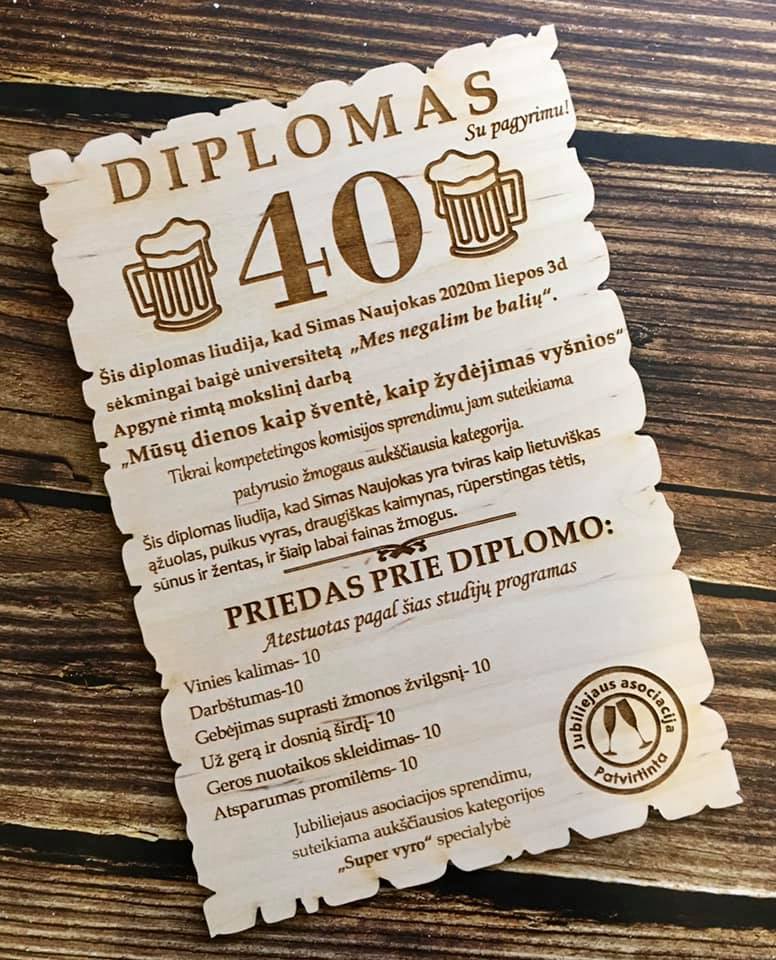 DIPLOMAS
Su pagyrimu!
40
Šis diplomas liudija, kad Simas Naujokas 2020m liepos 3d
sėkmingai baigė universitetą „Mes negalim be balių“.
Apgynė rimtą mokslinį darbą
„Mūsų dienos kaip šventė, kaip žydėjimas vyšnios“
Tikrai kompetetingos komisijos sprendimu jam suteikiama
patyrusio žmogaus aukščiausia kategorija.
Šis diplomas liudija, kad Simas Naujokas yra tviras kaip lietuviškas
ąžuolas, puikus vyras, draugiškas kaimynas, rūperstingas tėtis,
sūnus ir žentas, ir šiaip labai fainas žmogus.
PRIEDAS PRIE DIPLOMO:
Atestuotas pagal šias studijų programas
Vinies kalimas- 10
Darbštumas-10
Gebėjimas suprasti žmonos žvilgsnį- 10
Už gerą ir dosnią širdį- 10
Geros nuotaikos skleidimas- 10
Atsparumas promilėms- 10
Jubiliejaus asociacija
Patvirtinta
Jubiliejaus asociacijos sprendimu,
suteikiama aukščiausios kategorijos
„Super vyro“ specialybė